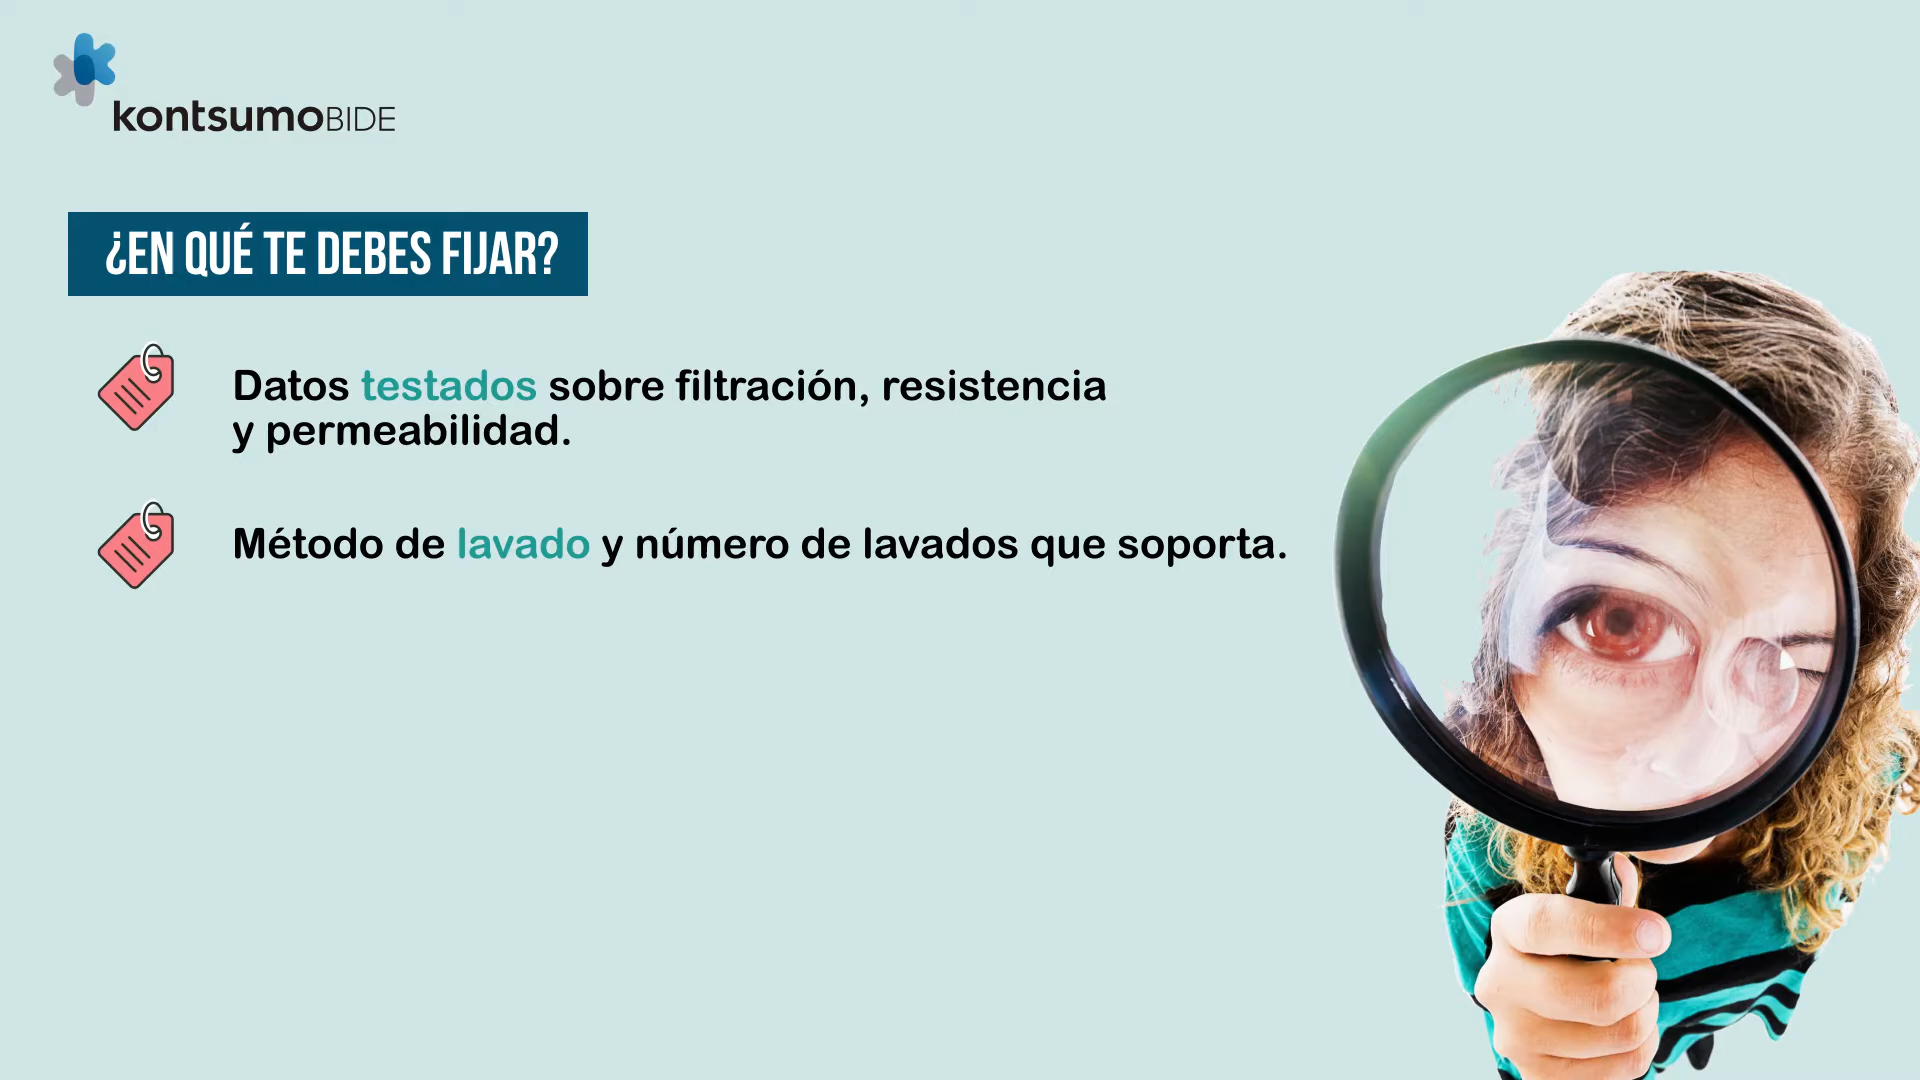 kontsumoBIDE
¿EN QUÉ TE DEBES FIJAR?
Datos testados sobre filtración, resistencia
y permeabilidad.
Método de lavado y número de lavados que soporta.